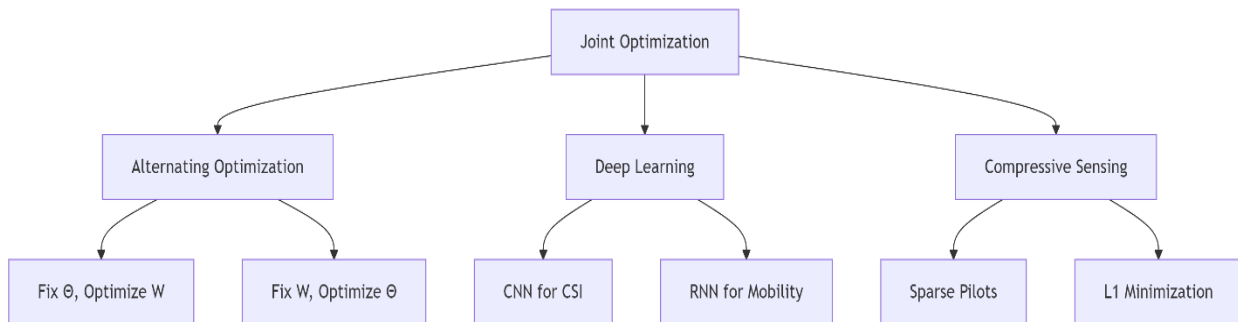 Joint Optimization
Alternating Optimization
Deep Learning
Compressive Sensing
Fix Θ, Optimize W
Fix W, Optimize Θ
CNN for CSI
RNN for Mobility
Sparse Pilots
L1 Minimization